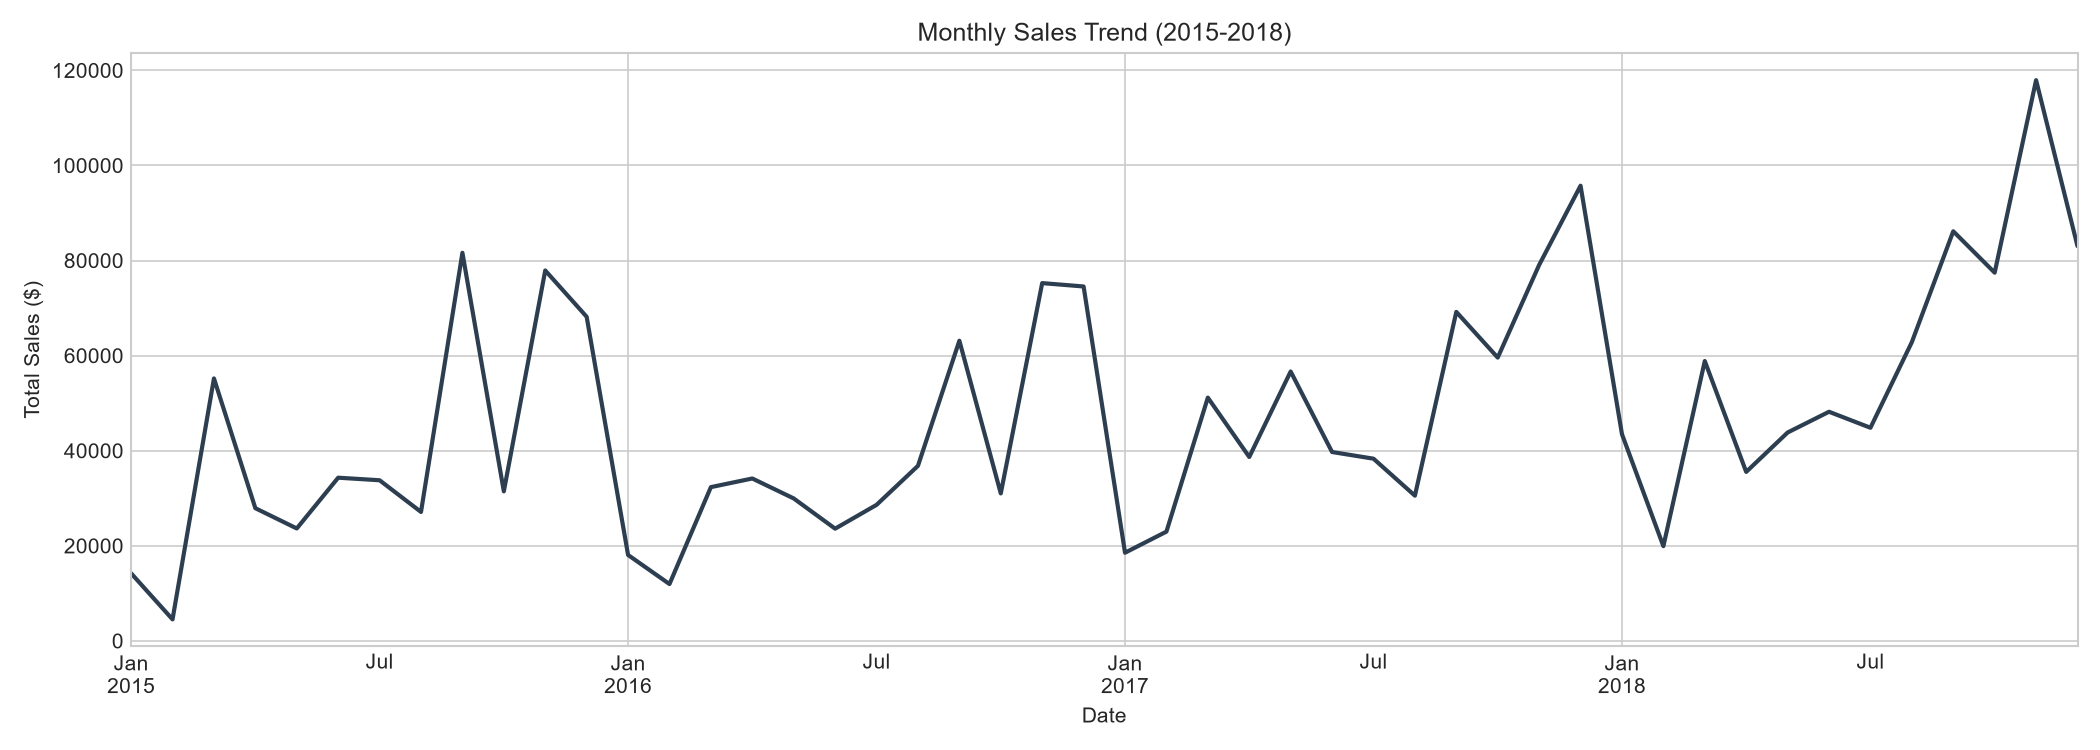 Monthly Sales Trend (2015-2018)
Total Sales ($)
120000
100000
80000
60000
40000
20000
0
Jan Jul Jan Jul Jan Jul Jan Jul
2015 2016 2017 2018
Date